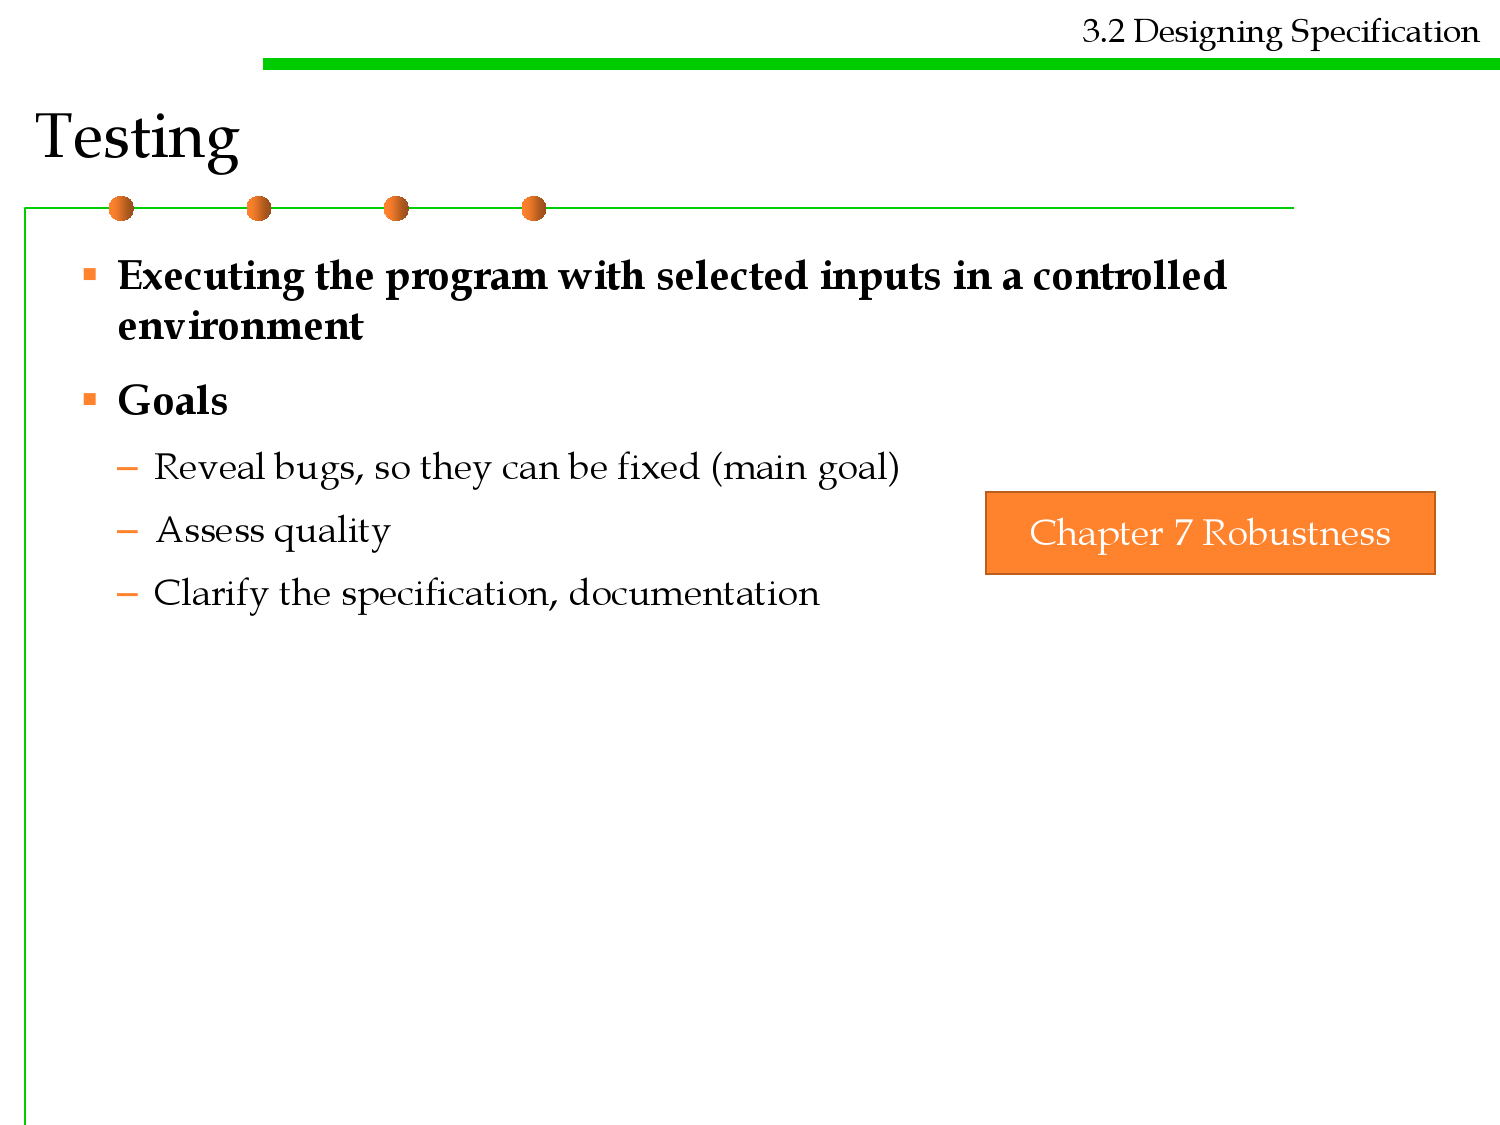 3.2 Designing Specification
Testing
▪ Executing the program with selected inputs in a controlled
environment
▪ Goals
– Reveal bugs, so they can be fixed (main goal)
– Assess quality
– Clarify the specification, documentation
Chapter 7 Robustness